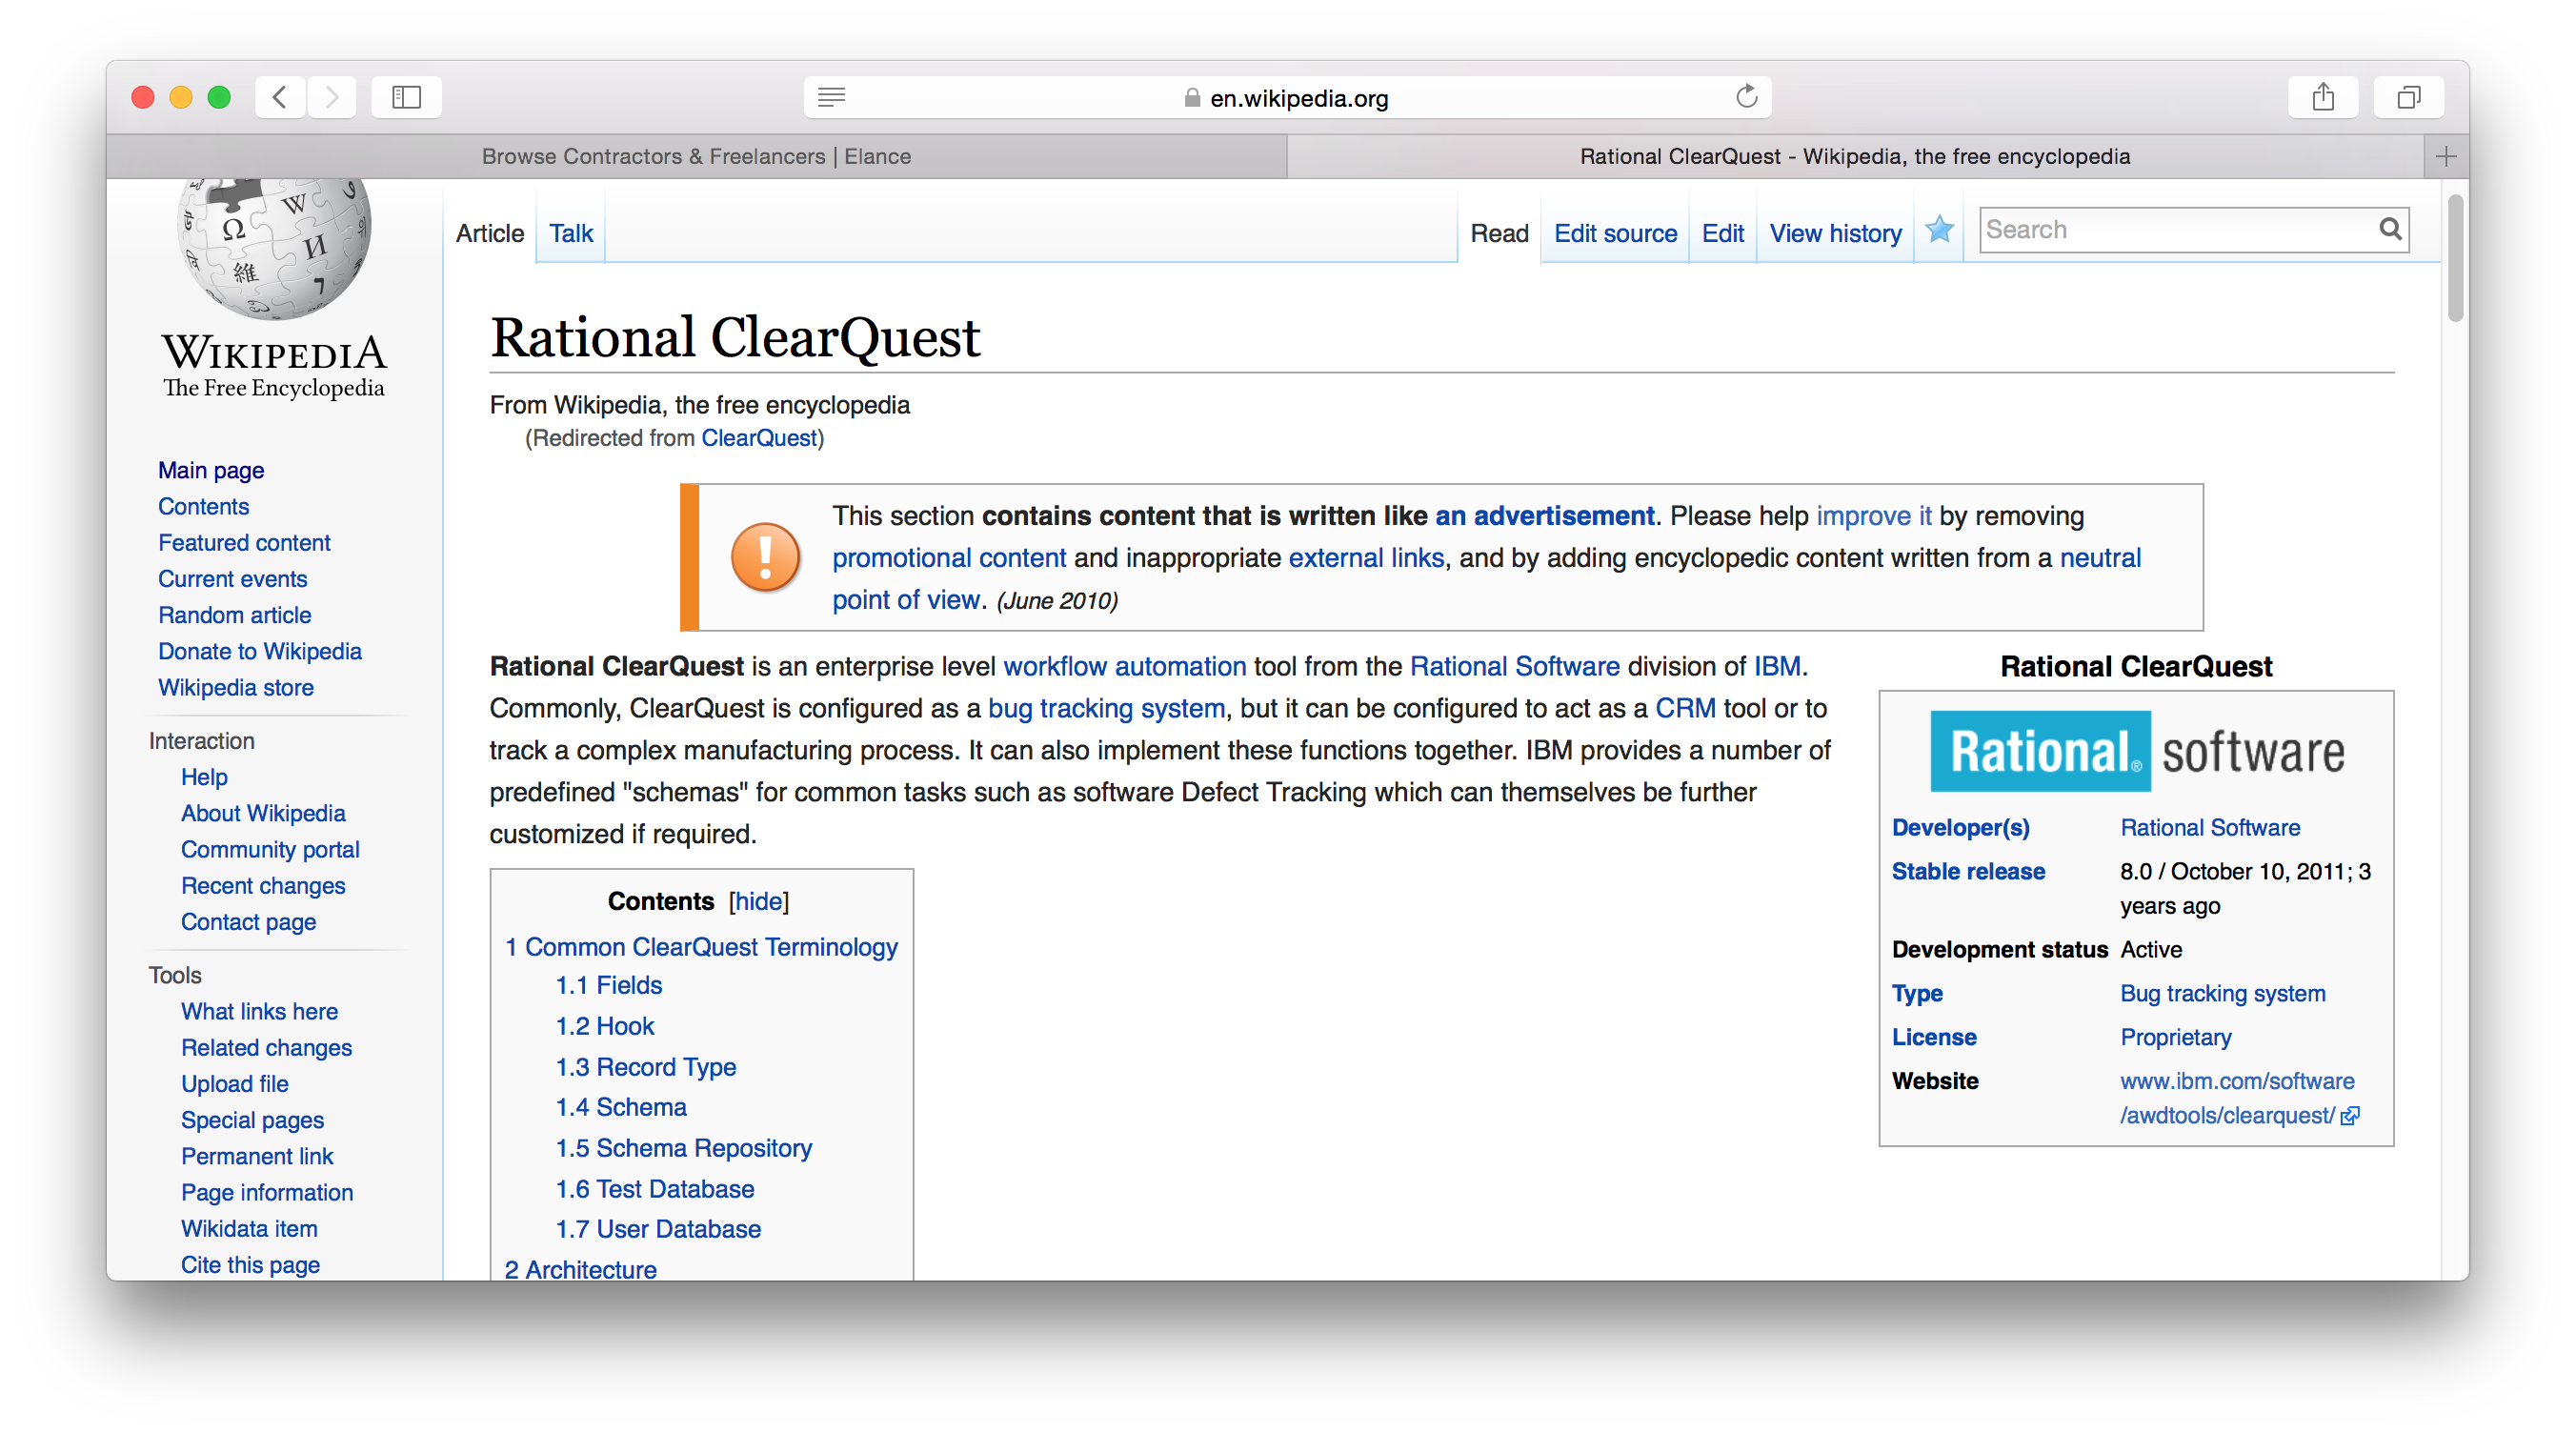 en.wikipedia.org
Browse Contractors & Freelancers | Elance
Rational ClearQuest - Wikipedia, the free encyclopedia
WIKIPEDIA
The Free Encyclopedia
Main page
Contents
Featured content
Current events
Random article
Donate to Wikipedia
Wikipedia store
Interaction
Help
About Wikipedia
Community portal
Recent changes
Contact page
Tools
What links here
Related changes
Upload file
Special pages
Permanent link
Page information
Wikidata item
Cite this page
Article Talk
Read Edit source Edit View history Search
Rational ClearQuest
From Wikipedia, the free encyclopedia
(Redirected from ClearQuest)
This section contains content that is written like an advertisement. Please help improve it by removing
promotional content and inappropriate external links, and by adding encyclopedic content written from a neutral
point of view. (June 2010)
Rational ClearQuest is an enterprise level workflow automation tool from the Rational Software division of IBM.
Commonly, ClearQuest is configured as a bug tracking system, but it can be configured to act as a CRM tool or to
track a complex manufacturing process. It can also implement these functions together. IBM provides a number of
predefined "schemas" for common tasks such as software Defect Tracking which can themselves be further
customized if required.
Contents [hide]
1 Common ClearQuest Terminology
1.1 Fields
1.2 Hook
1.3 Record Type
1.4 Schema
1.5 Schema Repository
1.6 Test Database
1.7 User Database
2 Architecture
Rational ClearQuest
Rational® software
Developer(s) Rational Software
Stable release 8.0 / October 10, 2011; 3
years ago
Development status Active
Type Bug tracking system
License Proprietary
Website www.ibm.com/software
/awdtools/clearquest/